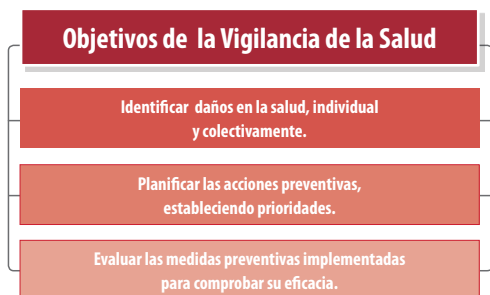 Objetivos de la Vigilancia de la Salud
Identificar daños en la salud, individual
y colectivamente.
Planificar las acciones preventivas,
estableciendo prioridades.
Evaluar las medidas preventivas implementadas
para comprobar su eficacia.